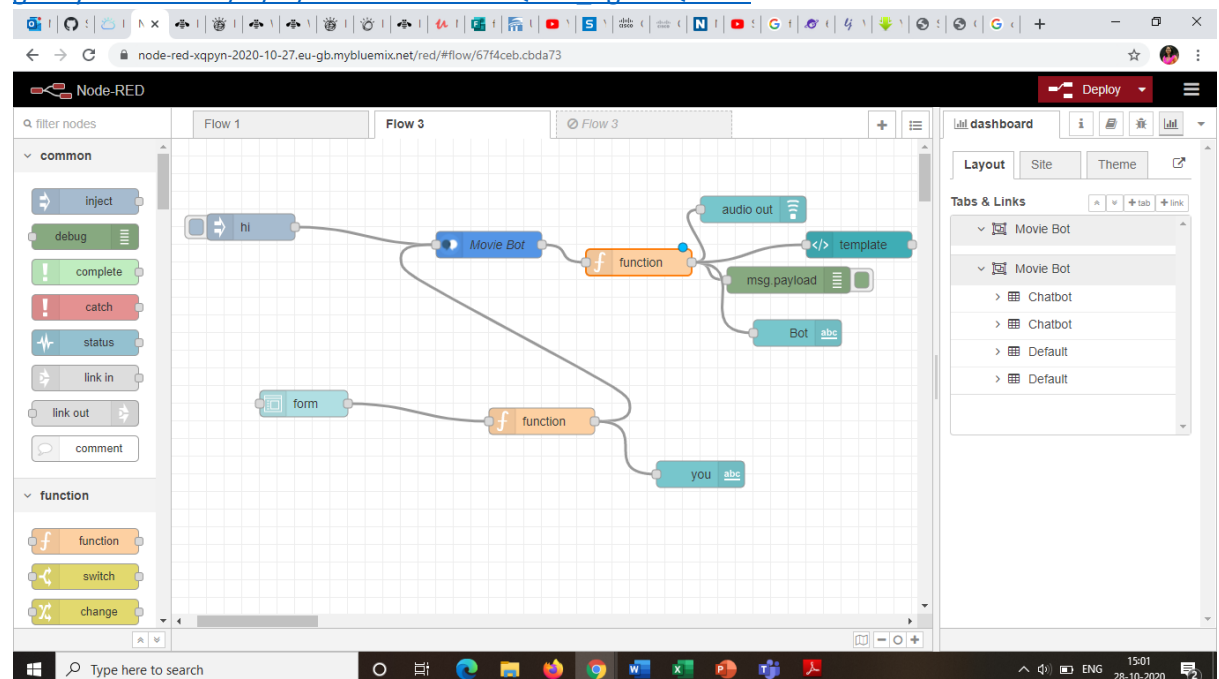 node-red-xqpyn-2020-10-27.eu-gb.mybluemix.net/red/#flow/67f4ceb.cbda73
Node-RED
Deploy
filter nodes
Flow 1
Flow 3
Flow 3
dashboard
common
Layout
Site
Theme
Tabs & Links
tab
link
inject
debug
complete
catch
status
link in
link out
comment
function
function
switch
change
hi
Movie Bot
function
audio out
template
msg.payload
Bot abc
form
function
you abc
Movie Bot
Movie Bot
Chatbot
Chatbot
Default
Default
Type here to search
ENG
15:01
28-10-2020